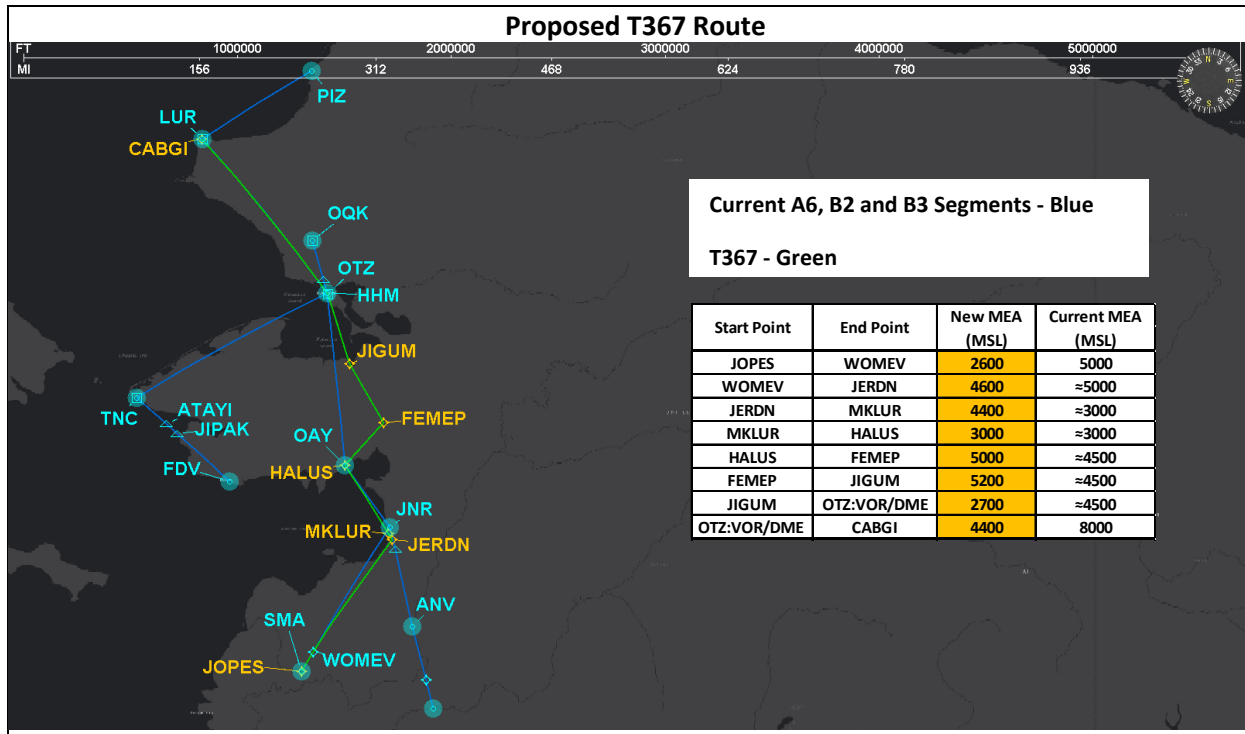 Proposed T367 Route
FT 1000000 2000000 3000000 4000000 5000000
MI 156 312 468 624 780 936
N
E
S
W
PIZ
LUR
CABGI
OQK
OTZ
HHM
JIGUM
TNC
ATAYI
JIPAK
FEMEP
OAY
FDV
HALUS
JNR
MKLUR
JERDN
ANV
SMA
WOMEV
JOPES
Current A6, B2 and B3 Segments - Blue
T367 - Green
Start Point End Point New MEA (MSL) Current MEA (MSL)
JOPES WOMEV 2600 5000
WOMEV JERDN 4600 ≈5000
JERDN MKLUR 4400 ≈3000
MKLUR HALUS 3000 ≈3000
HALUS FEMEP 5000 ≈4500
FEMEP JIGUM 5200 ≈4500
JIGUM OTZ:VOR/DME 2700 ≈4500
OTZ:VOR/DME CABGI 4400 8000